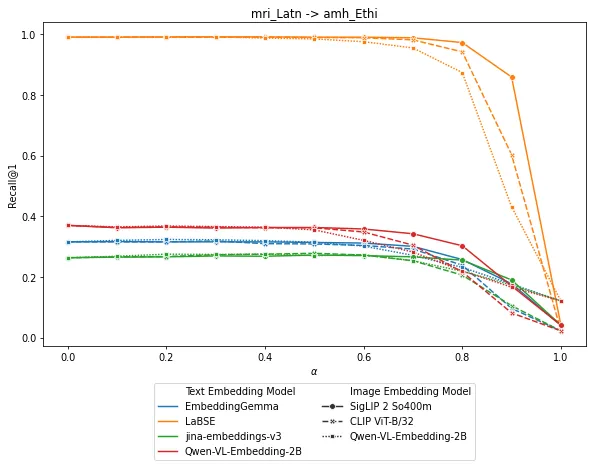 mri_Latn -> amh_Ethi
Recall@1
1.0
0.8
0.6
0.4
0.2
0.0
0.0 0.2 0.4 0.6 0.8 1.0
α
Text Embedding Model
EmbeddingGemma
LaBSE
jina-embeddings-v3
Qwen-VL-Embedding-2B
Image Embedding Model
SigLIP 2 So400m
CLIP ViT-B/32
Qwen-VL-Embedding-2B